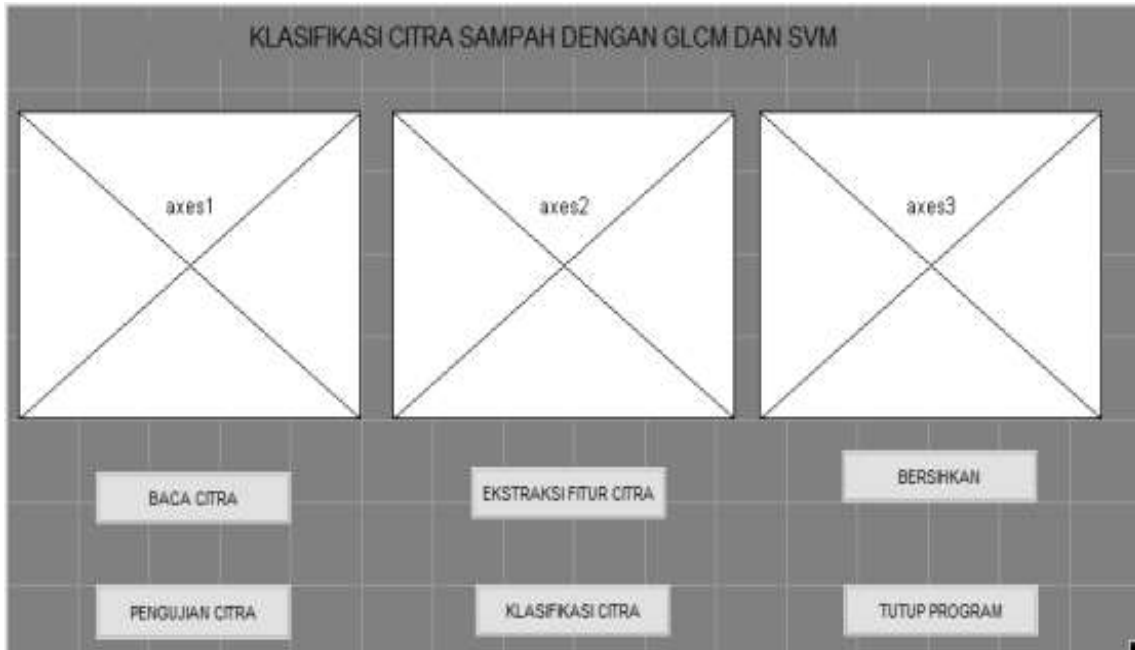 KLASIFIKASI CITRA SAMPAH DENGAN GLCM DAN SVM
axes1
axes2
axes3
BACA CITRA
EKSTRAKSI FITUR CITRA
BERSIHKAN
PENGUJIAN CITRA
KLASIFIKASI CITRA
TUTUP PROGRAM